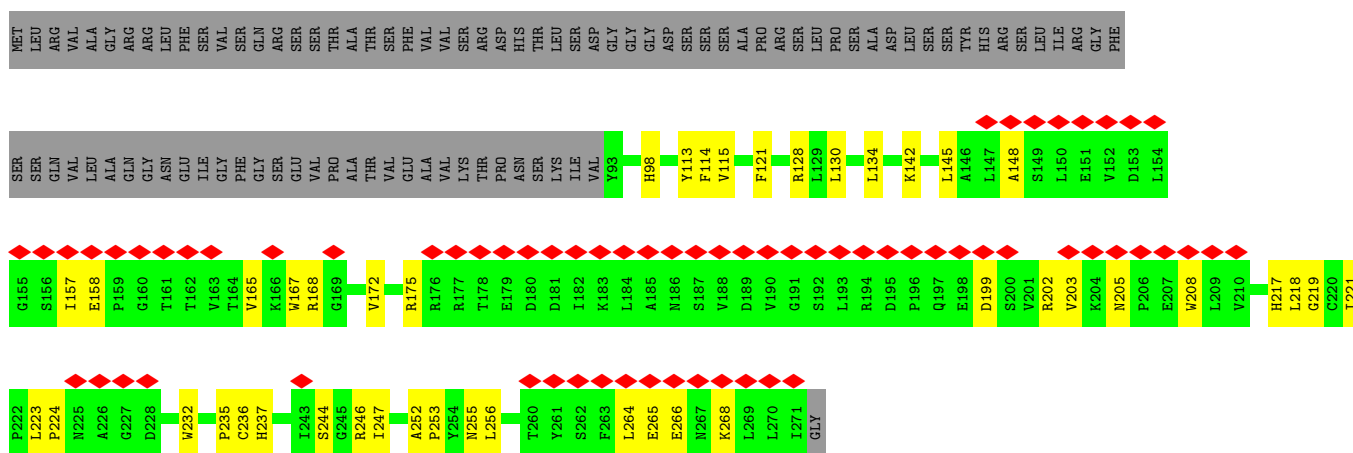 MET LEU ARG VAL ALA GLY ARG ARG LEU PHE SER VAL SER GLN ARG SER SER THR ALA THR SER PHE VAL VAL SER ARG ASP HIS THR LEU SER ASP GLY GLY GLY ASP SER SER SER ALA PRO ARG SER LEU PRO SER ALA ASP LEU SER SER TYR HIS ARG SER LEU ILE ARG GLY PHE
SER SER GLN VAL LEU ALA GLN GLY ASN GLU ILE GLY PHE GLY SER GLU VAL PRO ALA THR VAL GLU ALA VAL LYS THR PRO ASN SER LYS ILE VAL Y93 H98 Y113 F114 V115 F121 R128 L129 L130 L134 K142 L145 A146 L147 A148 S149 L150 E151 V152 D153 L154
G155 S156 I157 E158 P159 G160 T161 T162 V163 T164 V165 K166 W167 R168 G169 V172 R175 R176 R177 T178 E179 D180 D181 I182 K183 L184 A185 N186 S187 V188 D189 V190 G191 S192 L193 R194 D195 P196 Q197 E198 D199 S200 V201 R202 V203 K204 N205 P206 E207 W208 L209 V210 H217 L218 G219 C220 I221
P222 L223 P224 N225 A226 G227 D228 W232 P235 C236 H237 I243 S244 G245 R246 I247 A252 P253 Y254 N255 L256 T260 Y261 S262 F263 L264 E265 E266 N267 K268 L269 L270 I271 GLY